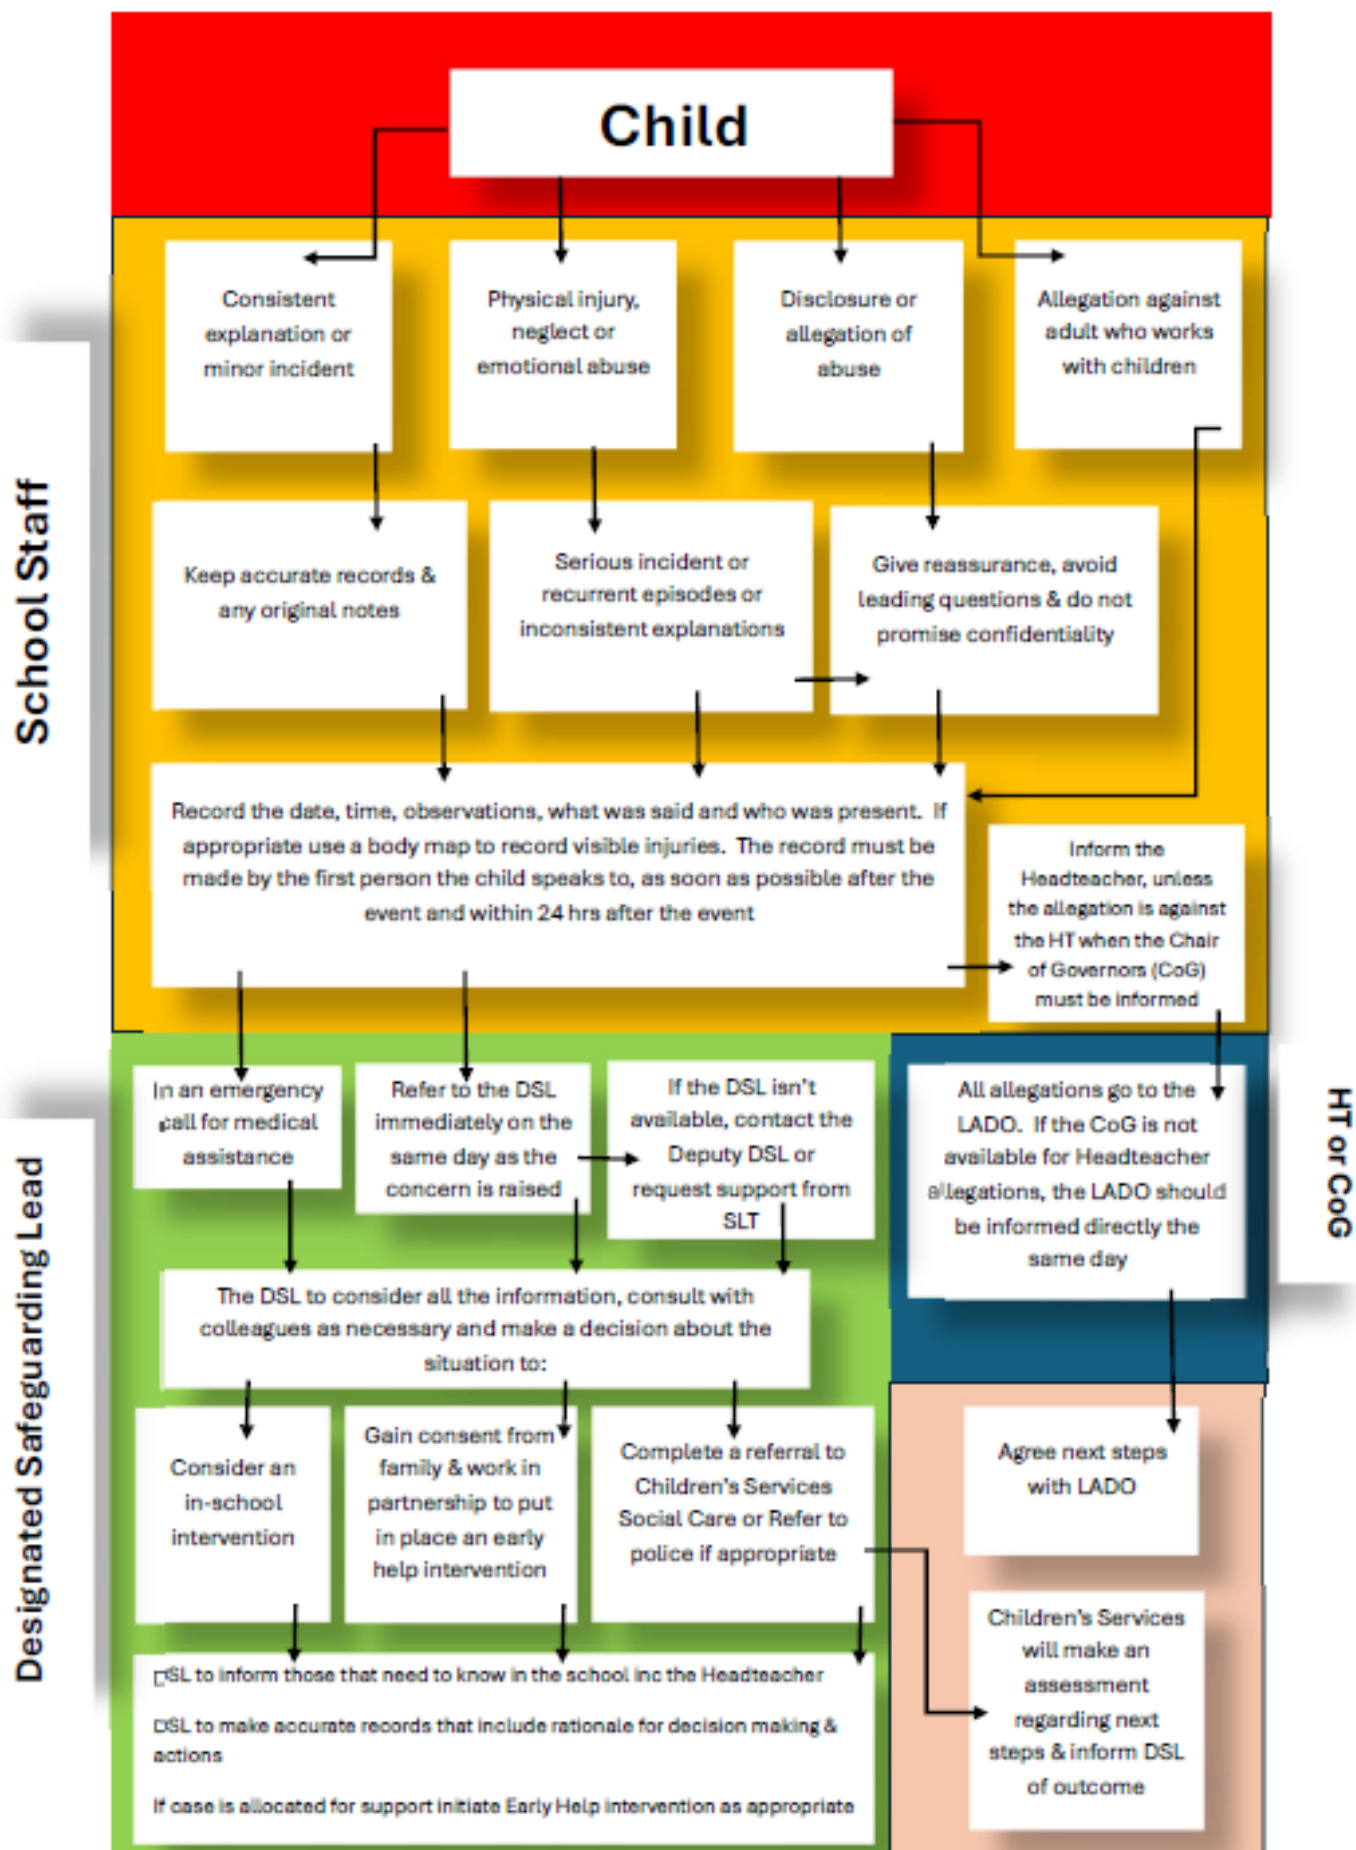 Child
School Staff
Consistent
explanation or
minor incident
Physical injury,
neglect or
emotional abuse
Disclosure or
allegation of
abuse
Allegation against
adult who works
with children
Keep accurate records &
any original notes
Serious incident or
recurrent episodes or
inconsistent explanations
Give reassurance, avoid
leading questions & do not
promise confidentiality
Record the date, time, observations, what was said and who was present.  If
appropriate use a body map to record visible injuries.  The record must be
made by the first person the child speaks to, as soon as possible after the
event and within 24 hrs after the event
Inform the
Headteacher, unless
the allegation is against
the HT when the Chair
of Governors (CoG)
must be informed
Designated Safeguarding Lead
In an emergency
call for medical
assistance
Refer to the DSL
immediately on the
same day as the
concern is raised
If the DSL isn't
available, contact the
Deputy DSL or
request support from
SLT
HT or CoG
All allegations go to the
LADO.  If the CoG is not
available for Headteacher
allegations, the LADO should
be informed directly the
same day
The DSL to consider all the information, consult with
colleagues as necessary and make a decision about the
situation to:
Consider an
in-school
intervention
Gain consent from
family & work in
partnership to put
in place an early
help intervention
Complete a referral to
Children's Services
Social Care or Refer to
police if appropriate
Agree next steps
with LADO
Children's Services
will make an
assessment
regarding next
steps & inform DSL
of outcome
DSL to inform those that need to know in the school inc the Headteacher
DSL to make accurate records that include rationale for decision making &
actions
If case is allocated for support initiate Early Help intervention as appropriate